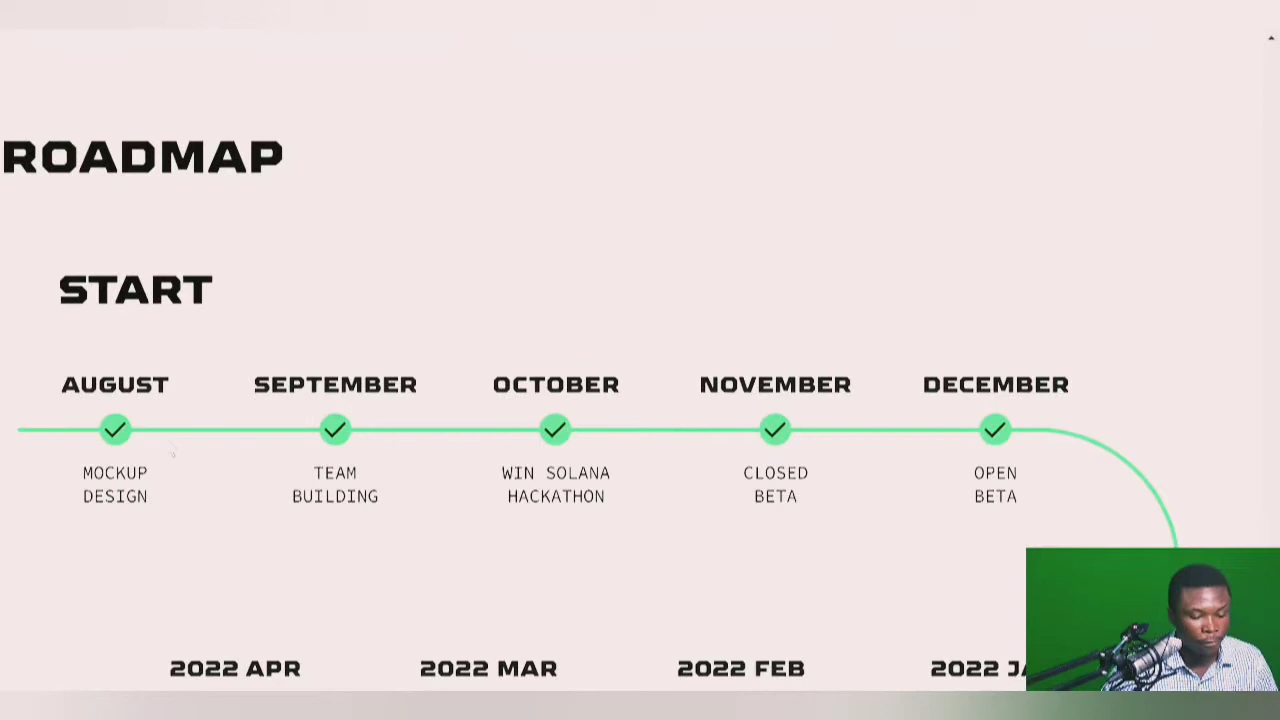 ROADMAP
START
AUGUST SEPTEMBER OCTOBER NOVEMBER DECEMBER
MOCKUP TEAM WIN SOLANA CLOSED OPEN
DESIGN BUILDING HACKATHON BETA BETA
2022 APR 2022 MAR 2022 FEB 2022